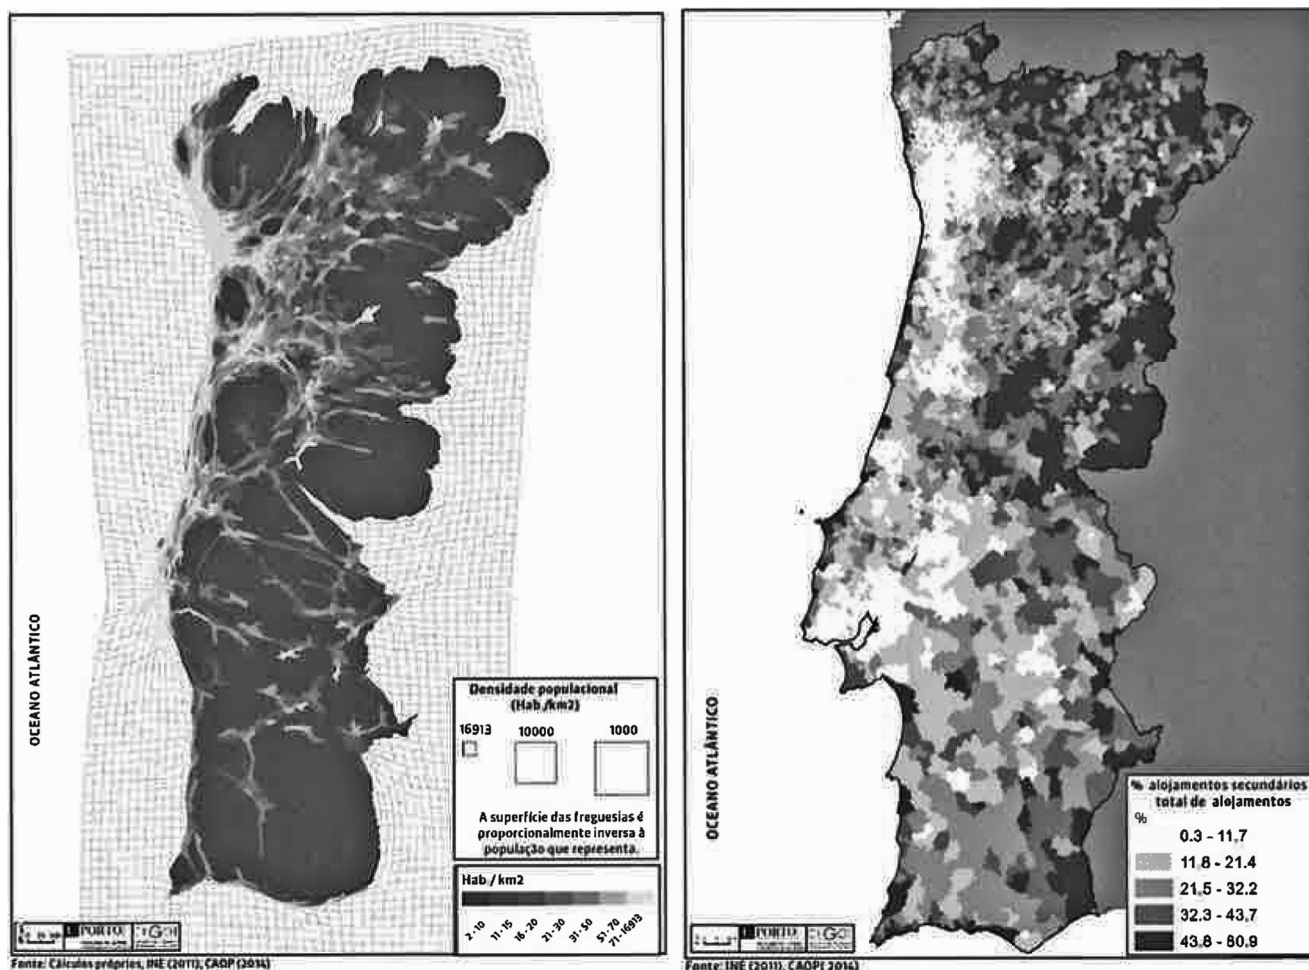 OCEANO ATLÂNTICO
Densidade populacional
(Hab./km2)
16913
10000
1000
A superfície das freguesias é
proporcionalmente inversa à
população que representa.
Hab / km2
2 - 10
11 - 15
16 - 20
21 - 30
31 - 50
51 - 70
71 - 16913
PORTO
Fonte: Cálculos próprios, INE (2011), CAOP (2014)
OCEANO ATLÂNTICO
% alojamentos secundários
total de alojamentos
%
0.3 - 11.7
11.8 - 21.4
21.5 - 32.2
32.3 - 43.7
43.8 - 80.9
PORTO
Fonte: INE (2011), CAOP( 2014)